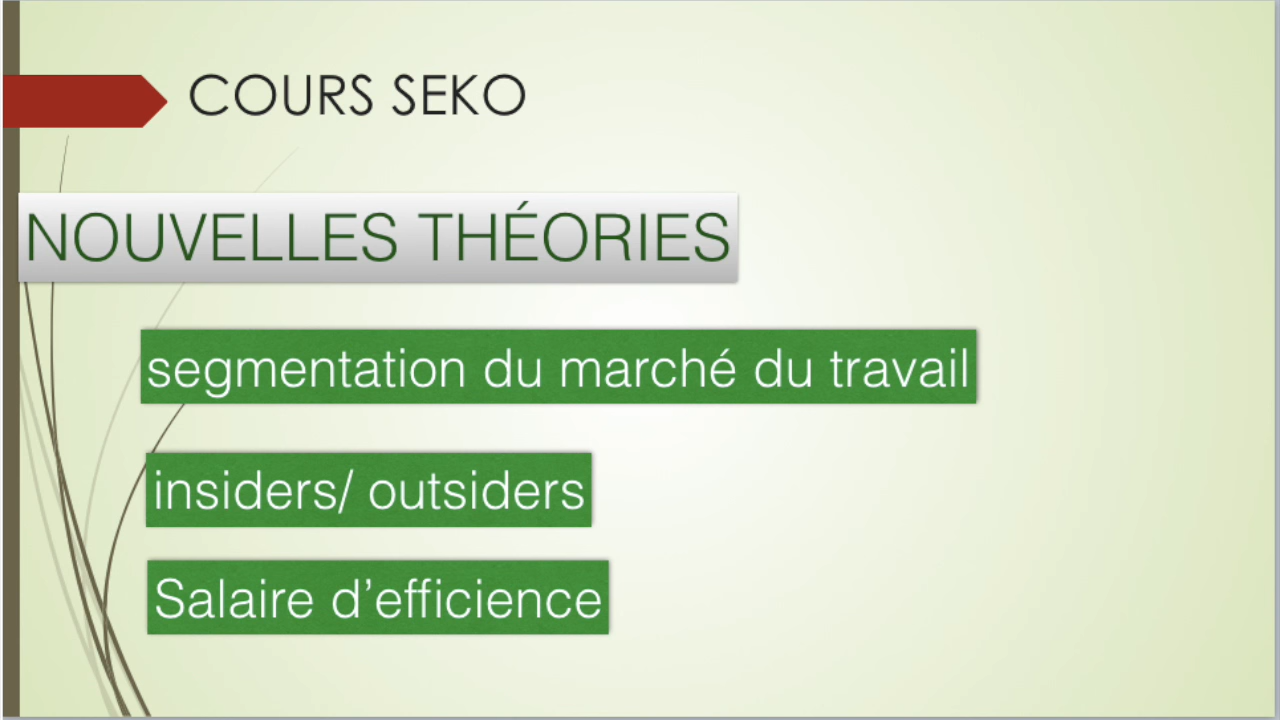 COURS SEKO
NOUVELLES THÉORIES
segmentation du marché du travail
insiders/ outsiders
Salaire d’efficience